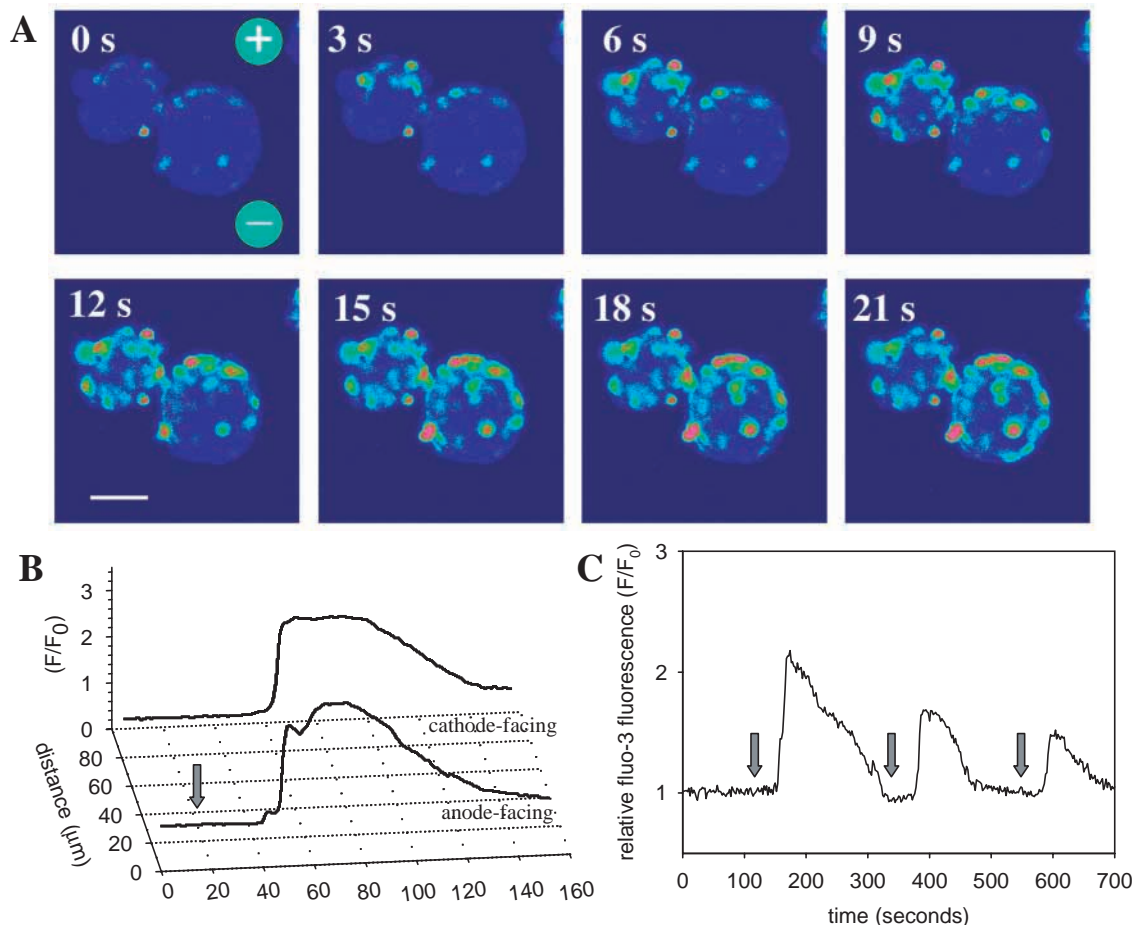 A
0 s
+
−
3 s
6 s
9 s
12 s
15 s
18 s
21 s
B
(F/F0)
3
2
1
0
distance (µm)
80
60
40
20
0
cathode-facing
anode-facing
0 20 40 60 80 100 120 140 160
C
relative fluo-3 fluorescence (F/F0)
3
2
1
0 100 200 300 400 500 600 700
time (seconds)